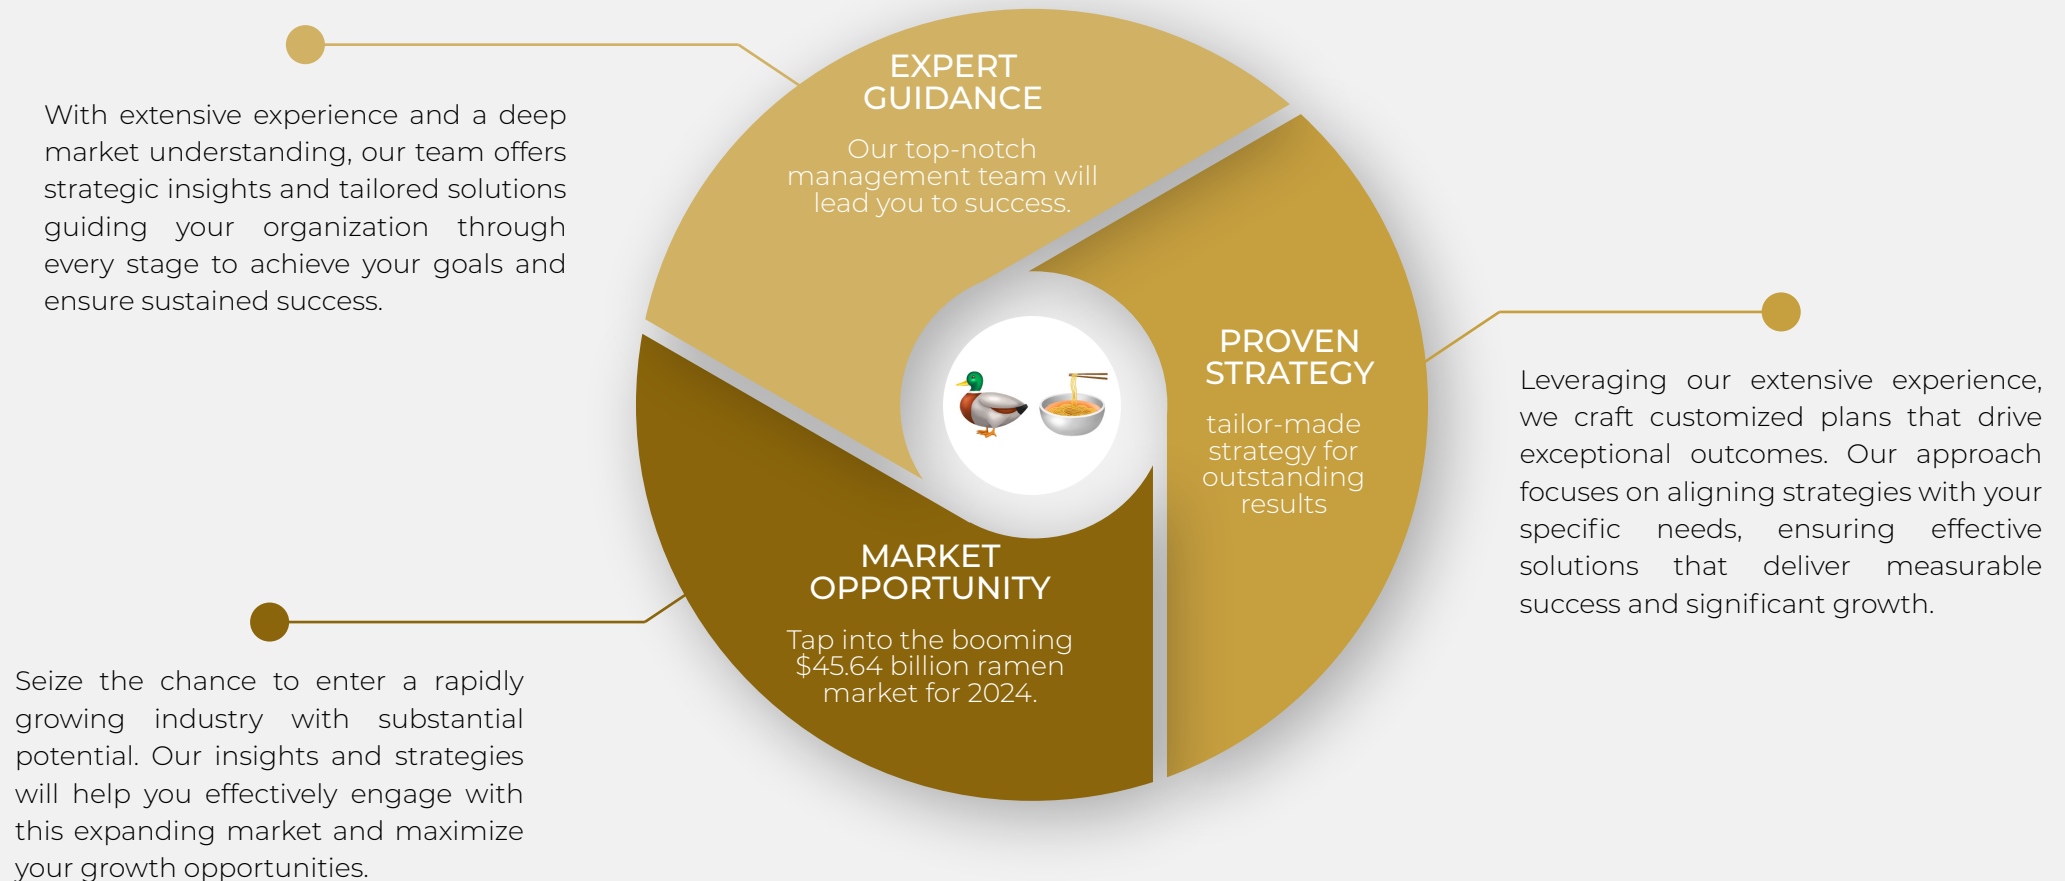 EXPERT
GUIDANCE
Our top-notch
management team will
lead you to success.
With extensive experience and a deep
market understanding, our team offers
strategic insights and tailored solutions
guiding your organization through
every stage to achieve your goals and
ensure sustained success.
PROVEN
STRATEGY
tailor-made
strategy for
outstanding
results
Leveraging our extensive experience,
we craft customized plans that drive
exceptional outcomes. Our approach
focuses on aligning strategies with your
specific needs, ensuring effective
solutions that deliver measurable
success and significant growth.
MARKET
OPPORTUNITY
Tap into the booming
$45.64 billion ramen
market for 2024.
Seize the chance to enter a rapidly
growing industry with substantial
potential. Our insights and strategies
will help you effectively engage with
this expanding market and maximize
your growth opportunities.